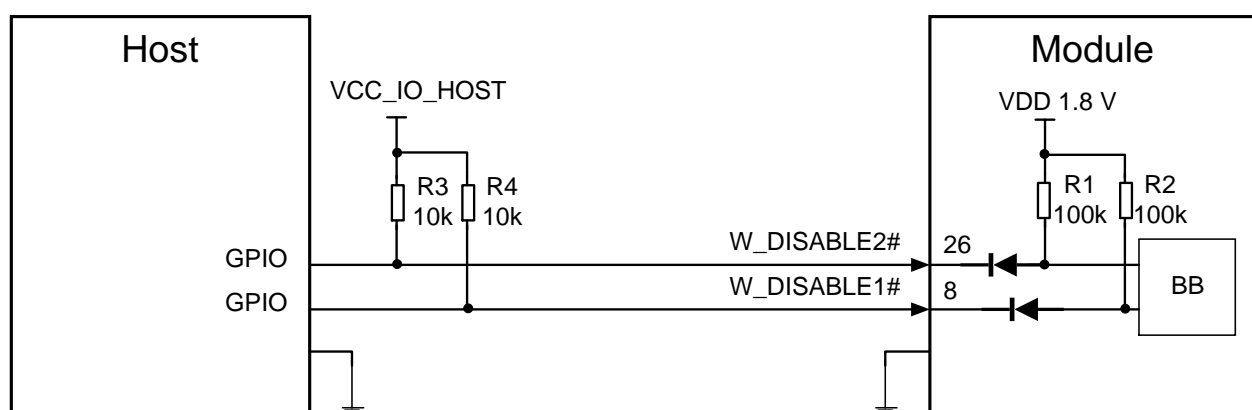 Host
Module
VCC_IO_HOST
VDD 1.8 V
R3
10k
R4
10k
R1
100k
R2
100k
GPIO
W_DISABLE2#
26
GPIO
W_DISABLE1#
8
BB